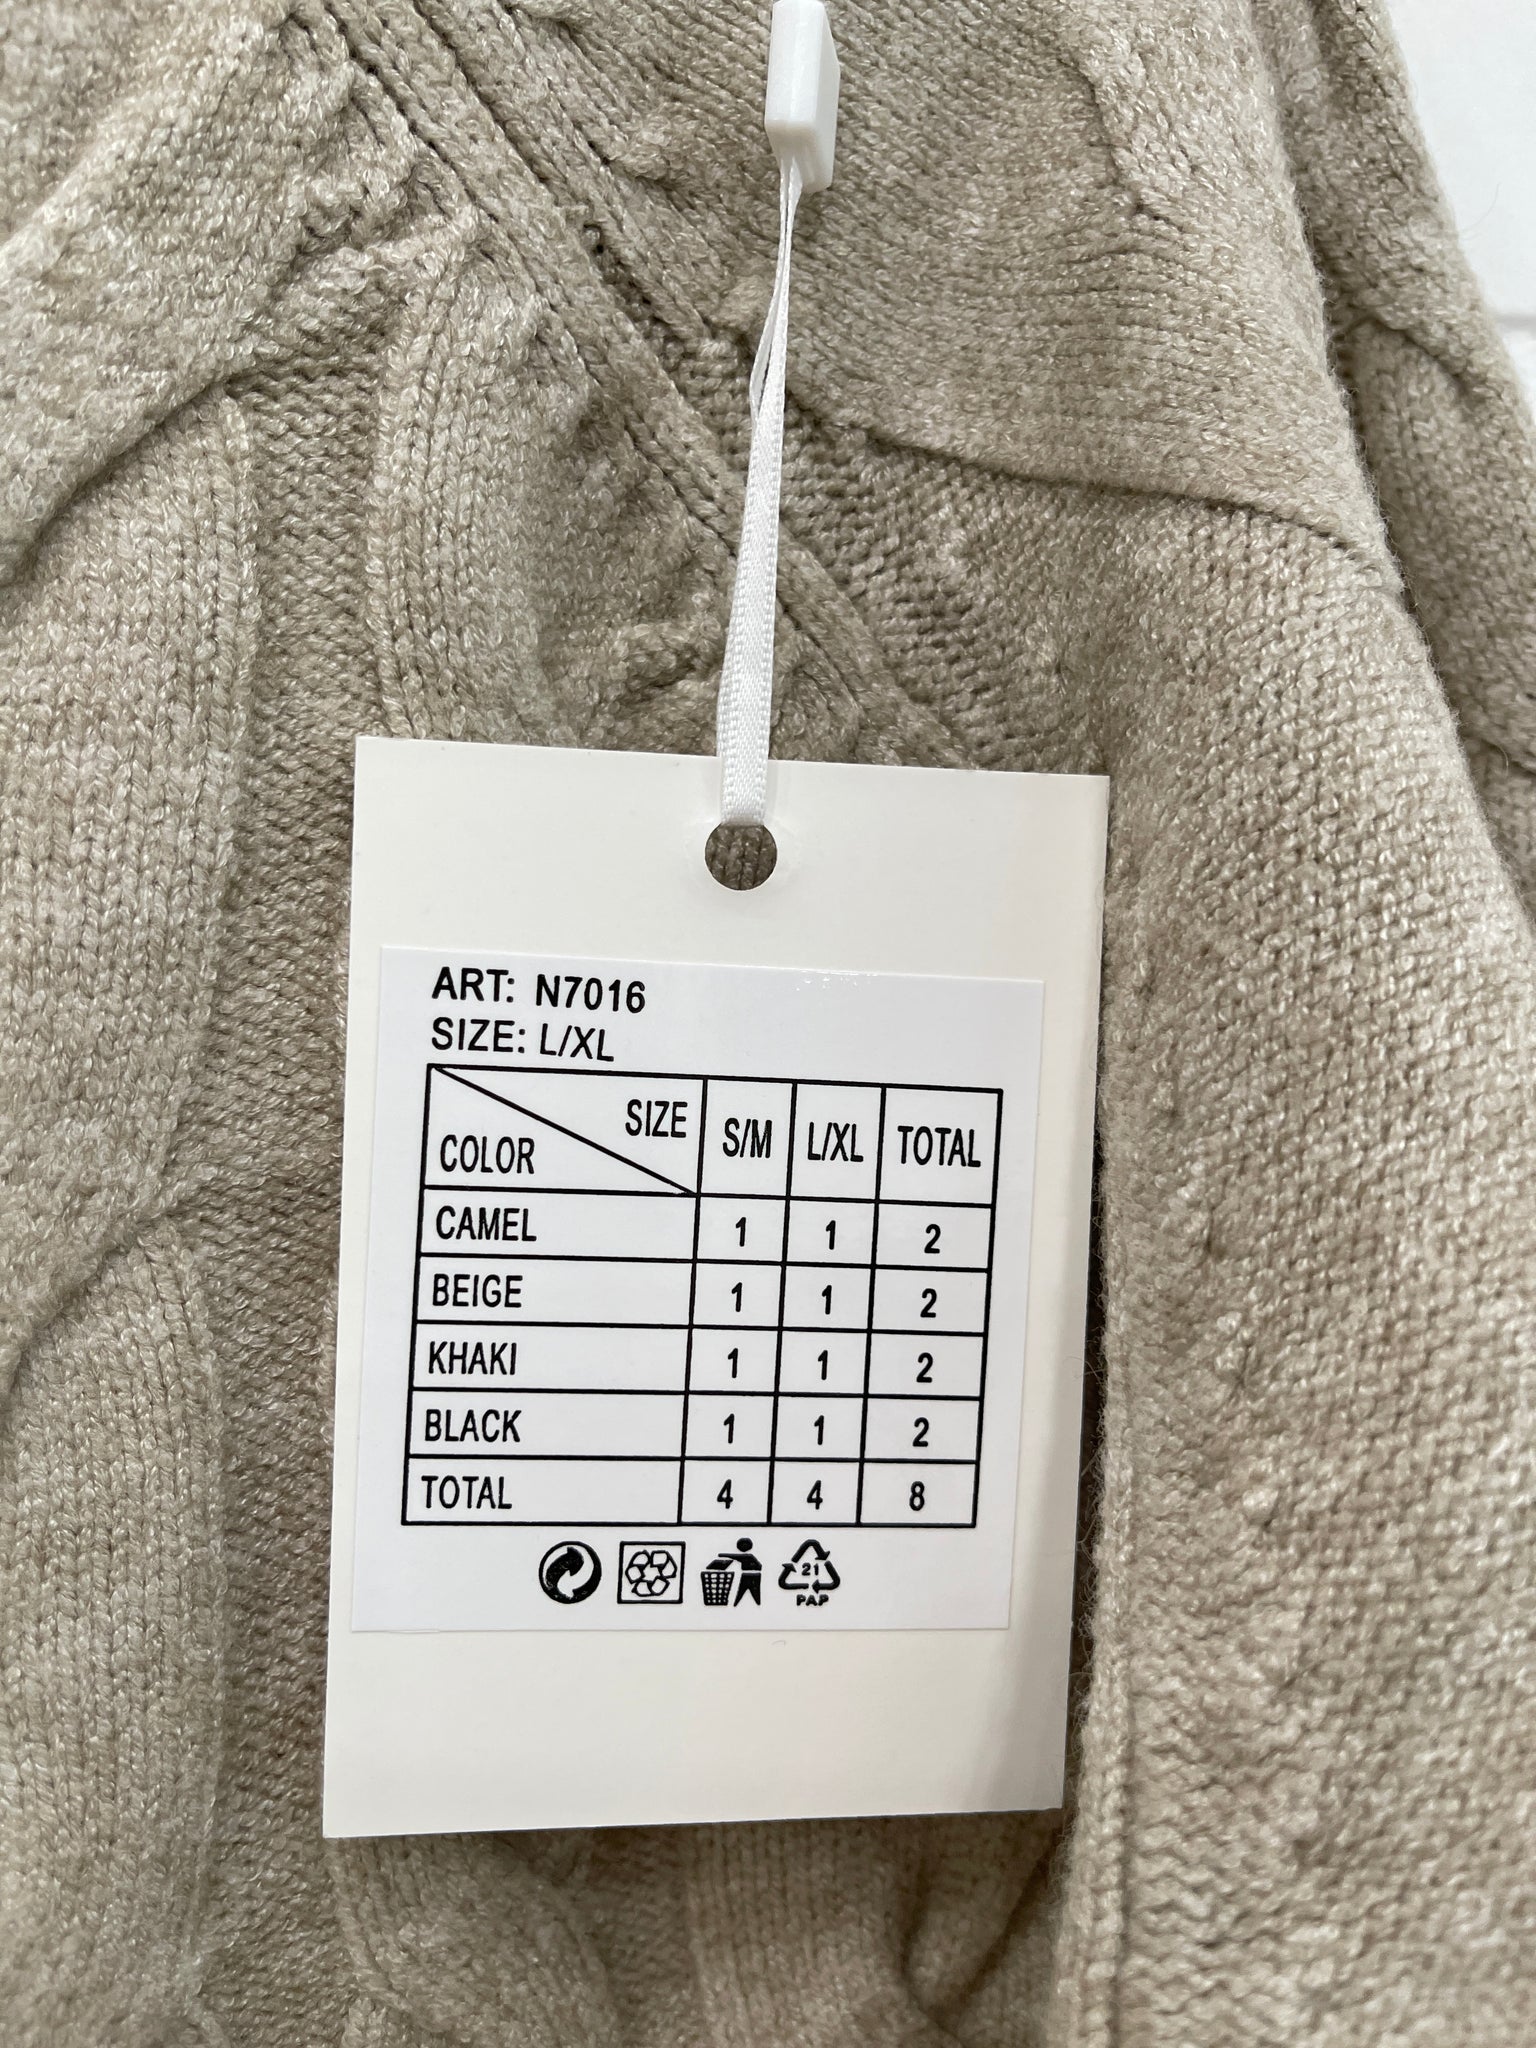 ART: N7016
SIZE: L/XL
SIZE COLOR S/M L/XL TOTAL
CAMEL 1 1 2
BEIGE 1 1 2
KHAKI 1 1 2
BLACK 1 1 2
TOTAL 4 4 8
21
PAP